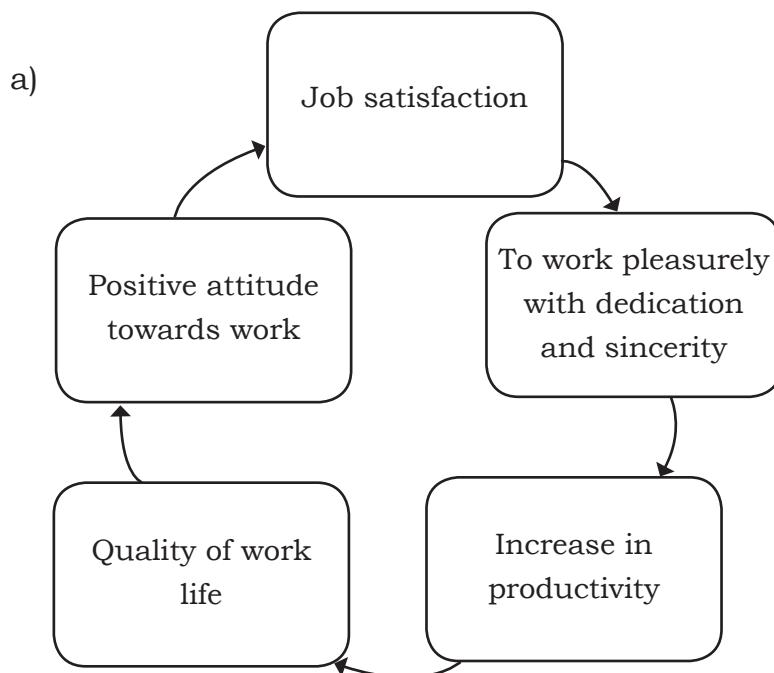 a)
Job satisfaction
To work pleasurely
with dedication
and sincerity
Increase in
productivity
Quality of work
life
Positive attitude
towards work